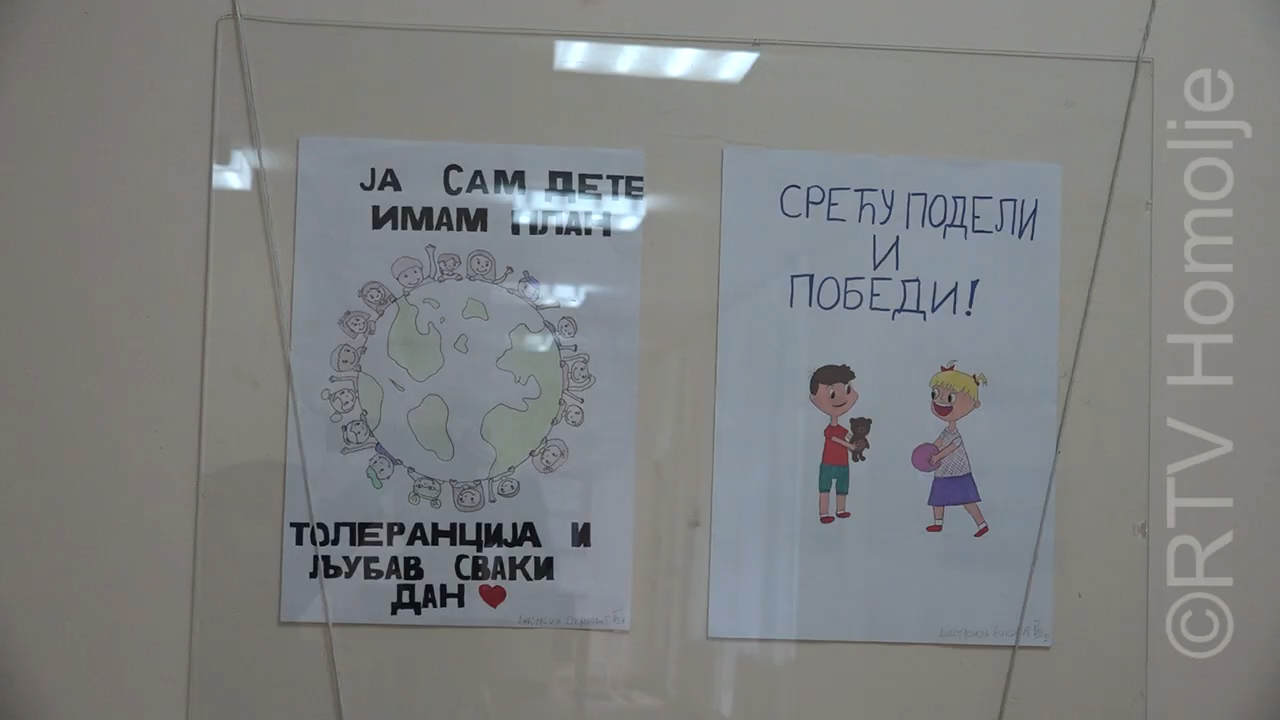 ЈА САМ ДЕТЕ
ИМАМ ПЛАН
ТОЛЕРАНЦИЈА И
ЉУБАВ СВАКИ
ДАН
СРЕЋУ ПОДЕЛИ
И
ПОБЕДИ!
©RTV Homolje